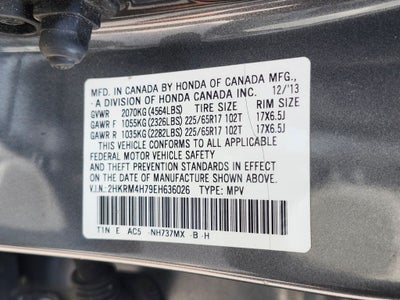 MFD. IN CANADA BY HONDA OF CANADA MFG.,
A DIVISION OF HONDA CANADA INC. 12/'13
GVWR 2070KG (4564LBS) TIRE SIZE RIM SIZE
GAWR F 1055KG (2326LBS) 225/65R17 102T 17X6.5J
GAWR R 1035KG (2282LBS) 225/65R17 102T 17X6.5J
THIS VEHICLE CONFORMS TO ALL APPLICABLE
FEDERAL MOTOR VEHICLE SAFETY
AND THEFT PREVENTION STANDARDS IN EFFECT ON THE
DATE OF MANUFACTURE SHOWN ABOVE.
V.I.N: 2HKRM4H79EH636026 TYPE: MPV
T1N E AC5 NH737MX -B -H